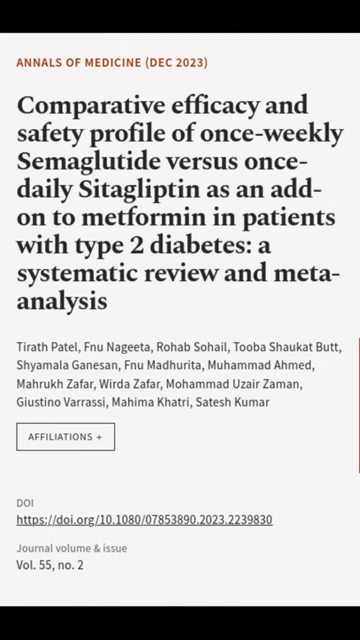 ANNALS OF MEDICINE (DEC 2023)
Comparative efficacy and
safety profile of once-weekly
Semaglutide versus once-
daily Sitagliptin as an add-
on to metformin in patients
with type 2 diabetes: a
systematic review and meta-
analysis
Tirath Patel, Fnu Nageeta, Rohab Sohail, Tooba Shaukat Butt,
Shyamala Ganesan, Fnu Madhurita, Muhammad Ahmed,
Mahrukh Zafar, Wirda Zafar, Mohammad Uzair Zaman,
Giustino Varrassi, Mahima Khatri, Satesh Kumar
AFFILIATIONS +
DOI
https://doi.org/10.1080/07853890.2023.2239830
Journal volume & issue
Vol. 55, no. 2